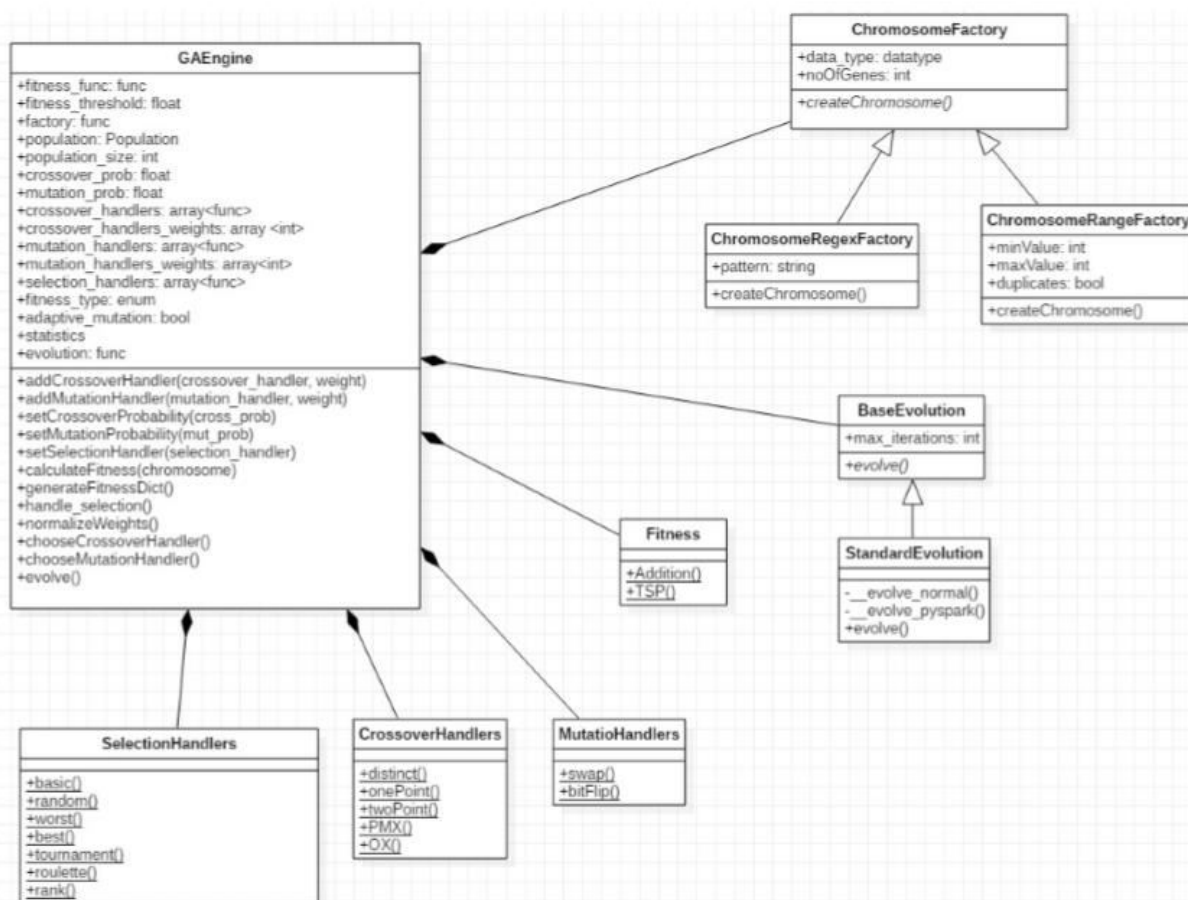 GAEngine
+fitness_func: func
+fitness_threshold: float
+factory: func
+population: Population
+population_size: int
+crossover_prob: float
+mutation_prob: float
+crossover_handlers: array<func>
+crossover_handlers_weights: array <int>
+mutation_handlers: array<func>
+mutation_handlers_weights: array<int>
+selection_handlers: array<func>
+fitness_type: enum
+adaptive_mutation: bool
+statistics
+evolution: func
+addCrossoverHandler(crossover_handler, weight)
+addMutationHandler(mutation_handler, weight)
+setCrossoverProbability(cross_prob)
+setMutationProbability(mut_prob)
+setSelectionHandler(selection_handler)
+calculateFitness(chromosome)
+generateFitnessDict()
+handle_selection()
+normalizeWeights()
+chooseCrossoverHandler()
+chooseMutationHandler()
+evolve()
ChromosomeFactory
+data_type: datatype
+noOfGenes: int
+createChromosome()
ChromosomeRegexFactory
+pattern: string
+createChromosome()
ChromosomeRangeFactory
+minValue: int
+maxValue: int
+duplicates: bool
+createChromosome()
BaseEvolution
+max_iterations: int
+evolve()
StandardEvolution
-__evolve_normal()
-__evolve_pyspark()
+evolve()
Fitness
+Addition()
+TSP()
SelectionHandlers
+basic()
+random()
+worst()
+best()
+tournament()
+roulette()
+rank()
CrossoverHandlers
+distinct()
+onePoint()
+twoPoint()
+PMX()
+OX()
MutatioHandlers
+swap()
+bitFlip()